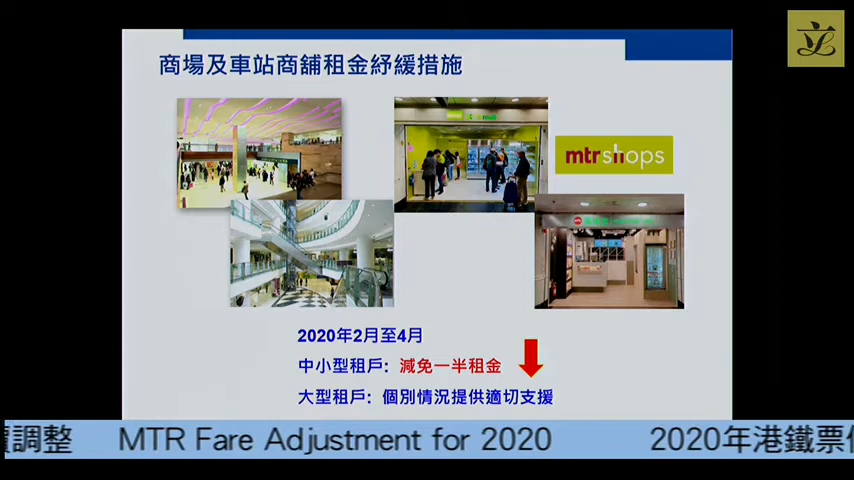 商場及車站商舖租金紓緩措施
mtrshops
2020年2月至4月
中小型租戶: 減免一半租金
大型租戶: 個別情況提供適切支援
調整 MTR Fare Adjustment for 2020 2020年港鐵票